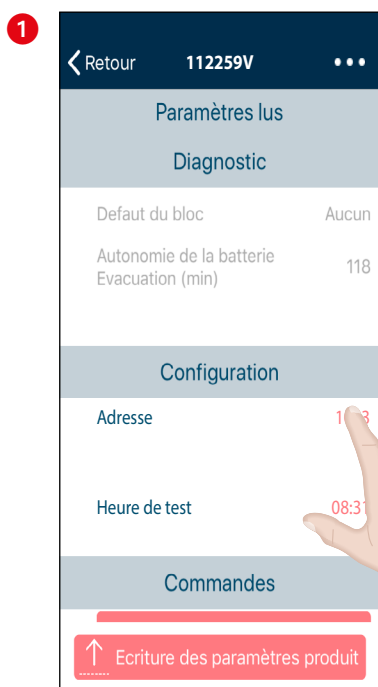 1
Retour 112259V
Paramètres lus
Diagnostic
Defaut du bloc Aucun
Autonomie de la batterie
Evacuation (min) 118
Configuration
Adresse
Heure de test 08:31
Commandes
Ecriture des paramètres produit